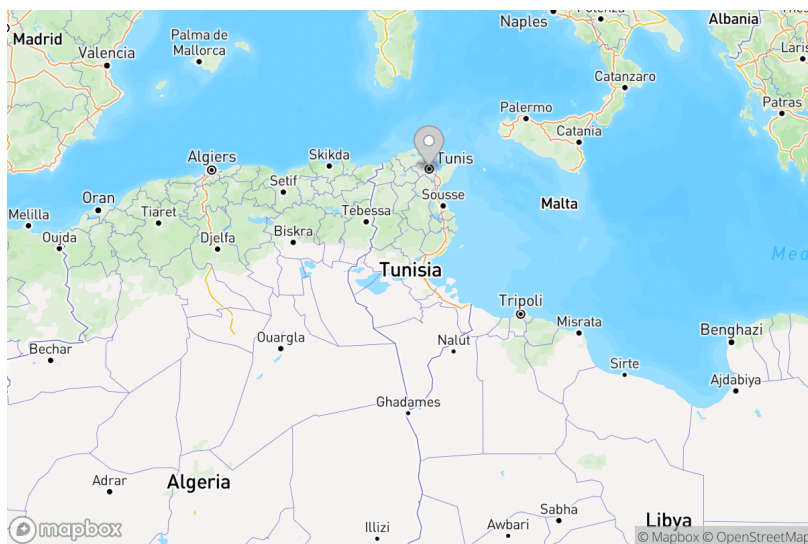 Naples
Potenza
Albania
Madrid
Palma de
Mallorca
Valencia
Catanzaro
Patras
Palermo
Catania
Algiers
Skikda
Tunis
Setif
Sousse
Malta
Oran
Melilla
Tiaret
Tebessa
Oujda
Djelfa
Biskra
Tunisia
Tripoli
Misrata
Benghazi
Ouargla
Nalut
Bechar
Sirte
Ajdabiya
Ghadames
Adrar
Algeria
Sabha
Libya
Illizi
Awbari
mapbox
© Mapbox © OpenStreetMap